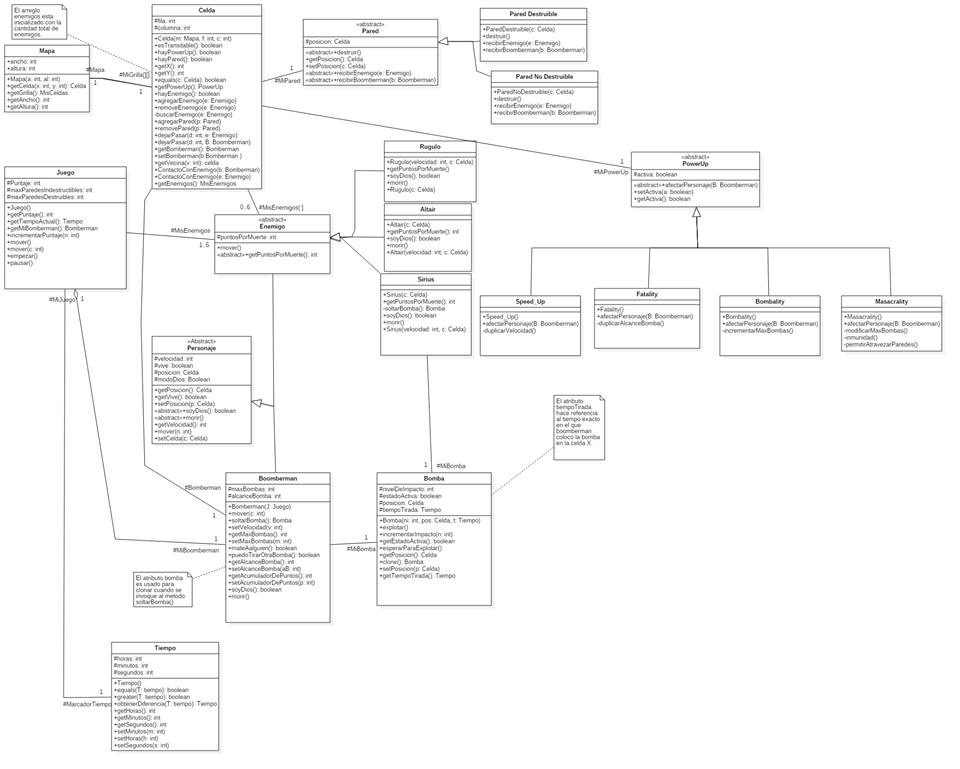 El arreglo
enemigos esta
inicializado con la
cantidad total de
enemigos.
Mapa
+ancho: int
+altura: int
+Mapa(a: int, al: int)
+getCelda(x: int, y: int): Celda
+getGrilla(): MisCeldas
+getAncho(): int
+getAltura(): int
#Mapa
1
#MiGrilla[][]
.1
Celda
#fila: int
#columna: int
+Celda(m: Mapa, f: int, c: int)
+esTransitable(): boolean
+hayPowerUp(): boolean
+hayPared(): boolean
+getX(): int
+getY(): int
+equals(c: Celda): boolean
+getPowerUp(): PowerUp
+hayEnemigo(): boolean
+agregarEnemigo(e: Enemigo)
+removeEnemigo(e: Enemigo)
-buscarEnemigo(e: Enemigo)
+agregarPared(p: Pared)
+removePared(p: Pared)
+dejarPasar(d: int, e: Enemigo)
+dejarPasar(d: int, B: Boomberman)
+getBomberman(): Bomberman
+setBomberman(b:Bomberman )
+getVecina(v: int): celda
+ContactoConEnemigo(b: Bomberman)
+ContactoConEnemigo(e: Enemigo)
+getEnemigos(): MisEnemigos
1
#MiPared
«abstract»
Pared
#posicion: Celda
«abstract»+destruir()
+getPosicion(): Celda
+setPosicion(c: Celda)
«abstract»+recibirEnemigo(e: Enemigo)
«abstract»+recibirBoomberman(b: Boomberman)
Pared Destruible
+ParedDestruible(c: Celda)
+destruir()
+recibirEnemigo(e: Enemigo)
+recibirBoomberman(b: Boomberman)
Pared No Destruible
+ParedNoDestruible(c: Celda)
+destruir()
+recibirEnemigo(e: Enemigo)
+recibirBoomberman(b: Boomberman)
Rugulo
+Rugulo(velocidad: int, c: Celda)
+getPuntosPorMuerte()
+soyDios(): boolean
+morir()
+Rugulo(c: Celda)
1
#MiPowerUp
«abstract»
PowerUp
#activa: boolean
«abstract»+afectarPersonaje(B: Boomberman)
+setActiva(a: boolean)
+getActiva(): boolean
Juego
#Puntaje: int
#maxParedesIndestructibles: int
#maxParedesDestruibles: int
+Juego()
+getPuntaje(): int
+getTiempoActual(): Tiempo
+getMiBomberman(): Bomberman
+incrementarPuntaje(n: int)
+mover()
+mover(c: int)
+empezar()
+pausar()
#MisEnemigos
1..6
0..6
#MisEnemigos[ ]
«abstract»
Enemigo
#puntosPorMuerte: int
+mover()
«abstract»+getPuntosPorMuerte(): int
Altair
+Altair(c: Celda)
+getPuntosPorMuerte(): int
+soyDios(): boolean
+morir()
+Altair(velocidad: int, c: Celda)
Sirius
+Sirius(c: Celda)
+getPuntosPorMuerte(): int
-soltarBomba(): Bomba
+soyDios(): boolean
+morir()
+Sirius(velocidad: int, c: Celda)
Speed_Up
+Speed_Up()
+afectarPersonaje(B: Boomberman)
-duplicarVelocidad()
Fatality
+Fatality()
+afectarPersonaje(B: Boomberman)
-duplicarAlcanceBomba()
Bombality
+Bombality()
+afectarPersonaje(B: Boomberman)
-incrementarMaxBombas()
Masacrality
+Masacrality()
+afectarPersonaje(B: Boomberman)
-modificarMaxBombas()
-inmunidad()
-permitirAtravezarParedes()
#MiJuego
1
«Abstract»
Personaje
#velocidad: int
#vive: boolean
#posicion: Celda
#modoDios: Boolean
+getPosicion(): Celda
+getVive(): boolean
+setPosicion(p: Celda)
«abstract»+soyDios(): boolean
«abstract»+morir()
+getVelocidad(): int
+mover(n: int)
+setCelda(c: Celda)
El atributo
tiempoTirada
hace referencia
al tiempo exacto
en el que
boomberman
colocó la bomba
en la celda X.
1
#MiBomba
#Bomberman
1
1
#MiBoomberman
Boomberman
#maxBombas: int
#alcanceBomba: int
+Bomberman(J: Juego)
+mover(c: int)
+soltarBomba(): Bomba
+setVelocidad(v: int)
+getMaxBombas(): int
+setMaxBombas(m: int)
+mateAalguien(): boolean
+puedoTirarOtraBomba(): boolean
+getAlcanceBomba(): int
+setAlcanceBomba(aB: int)
+getAcumuladorDePuntos(): int
+setAcumuladorDePuntos(p: int)
+soyDios(): boolean
+morir()
1
#MiBomba
Bomba
#nivelDeImpacto: int
#estadoActiva: boolean
#posicion: Celda
#tiempoTirada: Tiempo
+Bomba(ni: int, pos: Celda, t: Tiempo)
+explotar()
+incrementarImpacto(n: int)
+getEstadoActiva(): boolean
+esperarParaExplotar()
+getPosicion(): Celda
+clone(): Bomba
+setPosicion(p: Celda)
+getTiempoTirada(): Tiempo
El atributo bomba
es usado para
clonar cuando se
invoque al metodo
soltarBomba()
1
#MarcadorTiempo
Tiempo
#horas: int
#minutos: int
#segundos: int
+Tiempo()
+equals(T: tiempo): boolean
+greater(T: tiempo): boolean
+obtenerDiferencia(T: tiempo): Tiempo
+getHoras(): int
+getMinutos(): int
+getSegundos(): int
+setMinutos(m: int)
+setHoras(h: int)
+setSegundos(s: int)